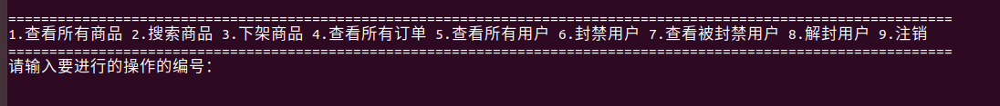 ==================================================================================================================
1.查看所有商品 2.搜索商品 3.下架商品 4.查看所有订单 5.查看所有用户 6.封禁用户 7.查看被封禁用户 8.解封用户 9.注销
==================================================================================================================
请输入要进行的操作的编号：